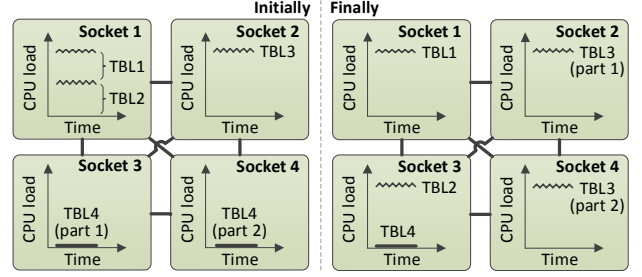 Initially
Finally
Socket 1
CPU load
TBL1
TBL2
Time
Socket 2
CPU load
TBL3
Time
Socket 3
CPU load
TBL4
(part 1)
Time
Socket 4
CPU load
TBL4
(part 2)
Time
Socket 1
CPU load
TBL1
Time
Socket 2
CPU load
TBL3
(part 1)
Time
Socket 3
CPU load
TBL2
TBL4
Time
Socket 4
CPU load
TBL3
(part 2)
Time